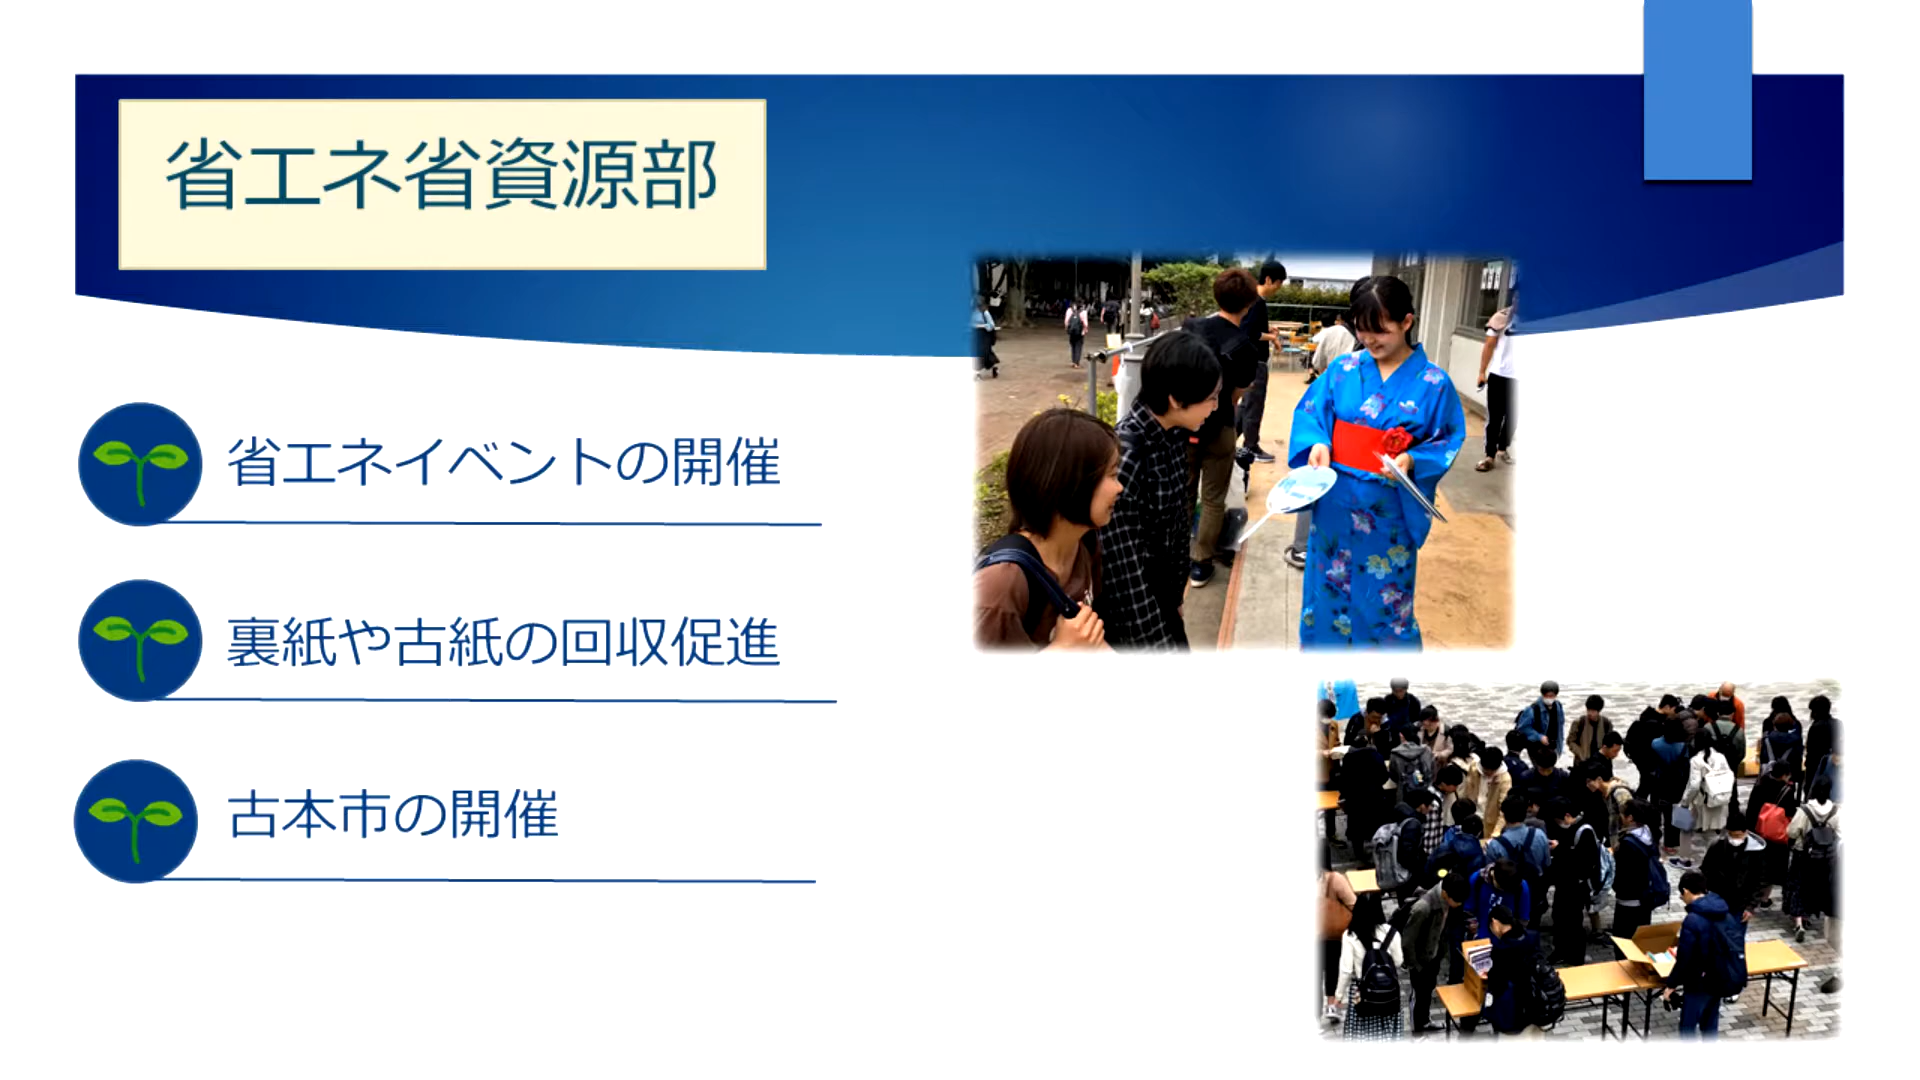 省エネ省資源部
省エネイベントの開催
裏紙や古紙の回収促進
古本市の開催